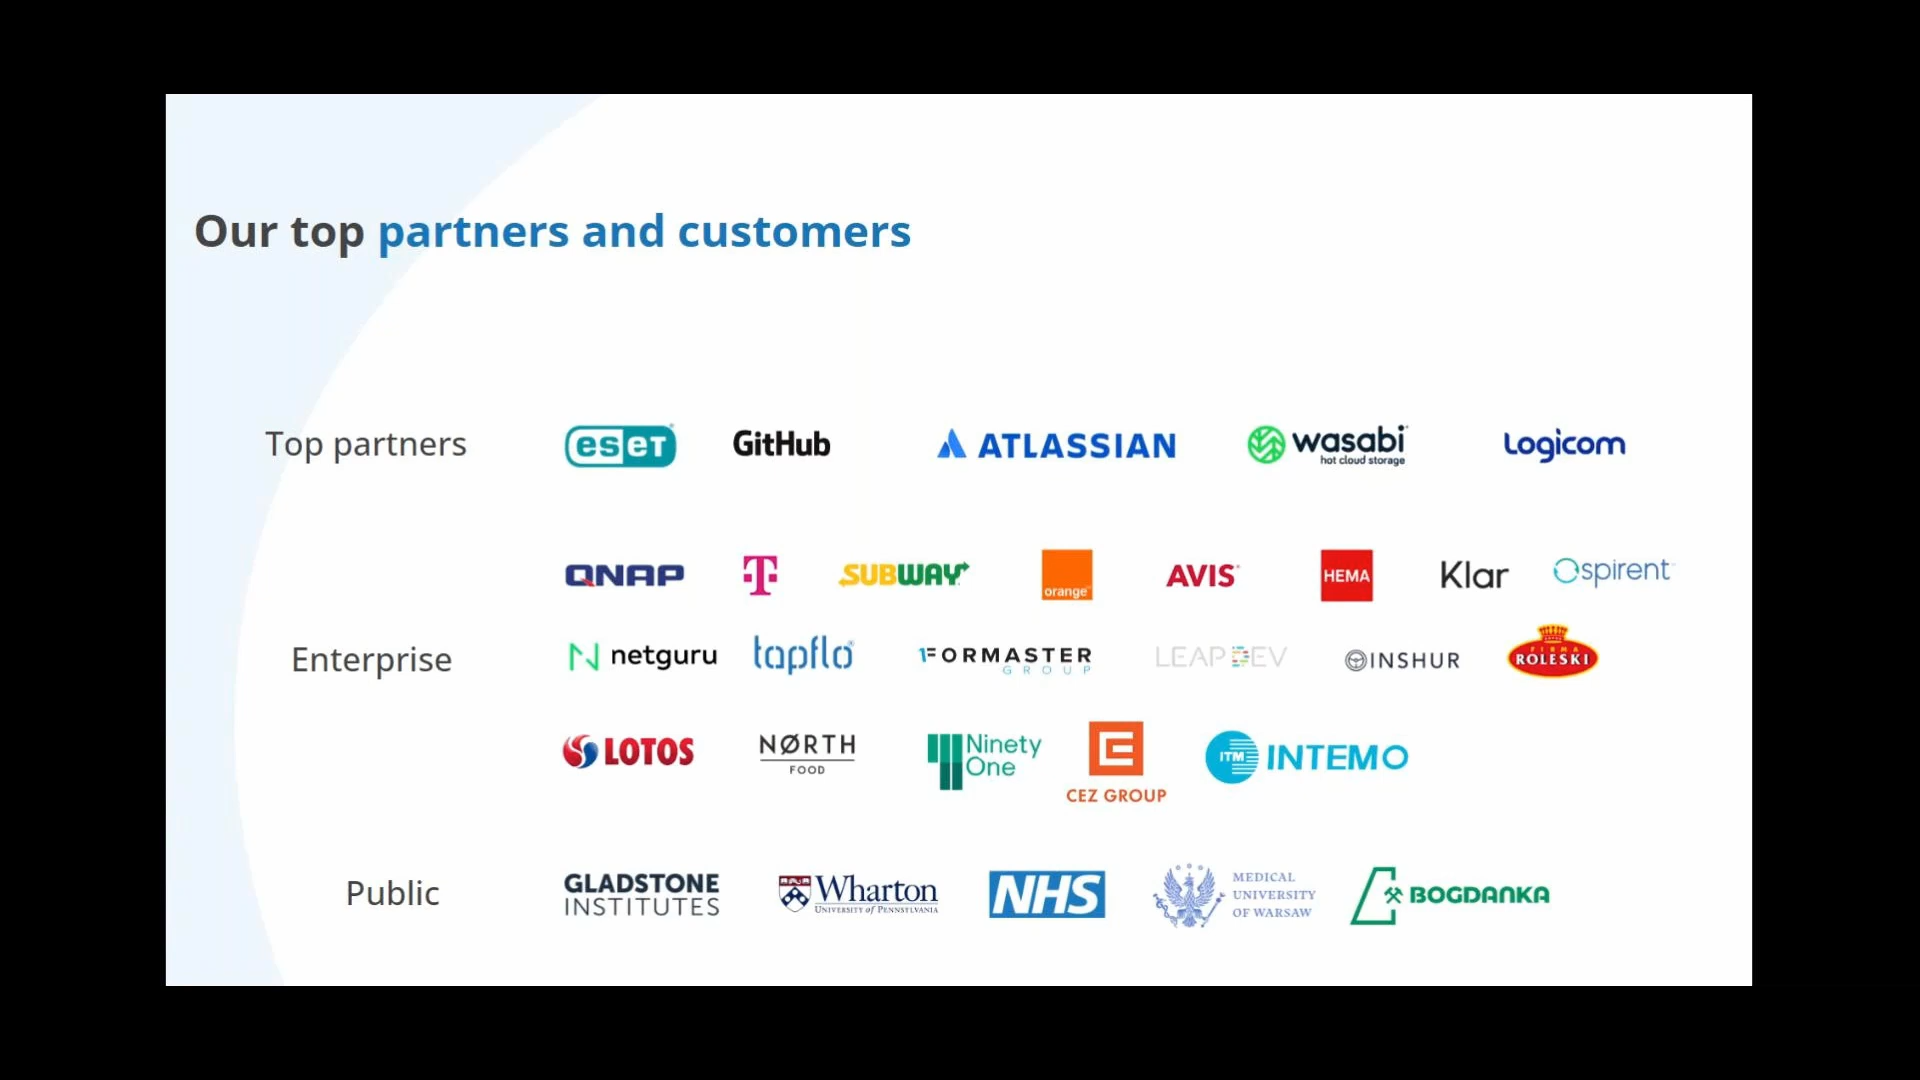 Our top partners and customers
Top partners
eset
GitHub
ATLASSIAN
wasabi
hot cloud storage
Logicom
QNAP
T
SUBWAY
orange
AVIS
HEMA
Klar
spirent
Enterprise
netguru
tapflo
FORMASTER
GROUP
LEAPDEV
INSHUR
FIRMA
ROLESKI
LOTOS
NØRTH
FOOD
Ninety
One
CEZ GROUP
ITM
INTEMO
Public
GLADSTONE
INSTITUTES
Wharton
UNIVERSITY of PENNSYLVANIA
NHS
MEDICAL
UNIVERSITY
OF WARSAW
BOGDANKA